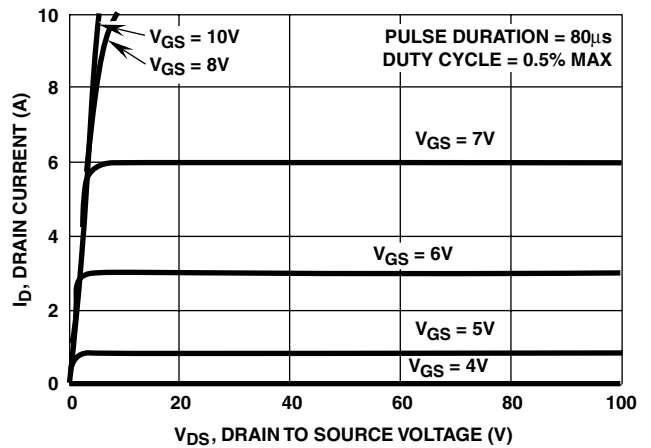 10
V_GS = 10V
V_GS = 8V
PULSE DURATION = 80µs
DUTY CYCLE = 0.5% MAX
8
V_GS = 7V
6
I_D, DRAIN CURRENT (A)
4
V_GS = 6V
2
V_GS = 5V
V_GS = 4V
0
0 20 40 60 80 100
V_DS, DRAIN TO SOURCE VOLTAGE (V)